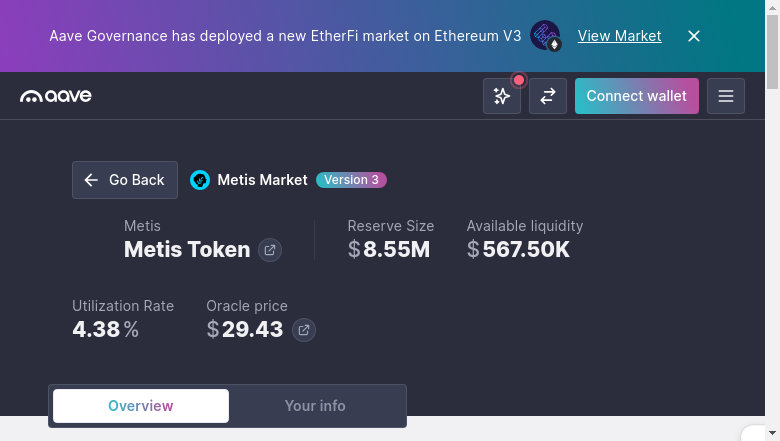 Aave Governance has deployed a new EtherFi market on Ethereum V3 View Market
aave
Connect wallet
Go Back
Metis Market Version 3
Metis
Metis Token
Reserve Size
$8.55M
Available liquidity
$567.50K
Utilization Rate
4.38%
Oracle price
$29.43
Overview
Your info